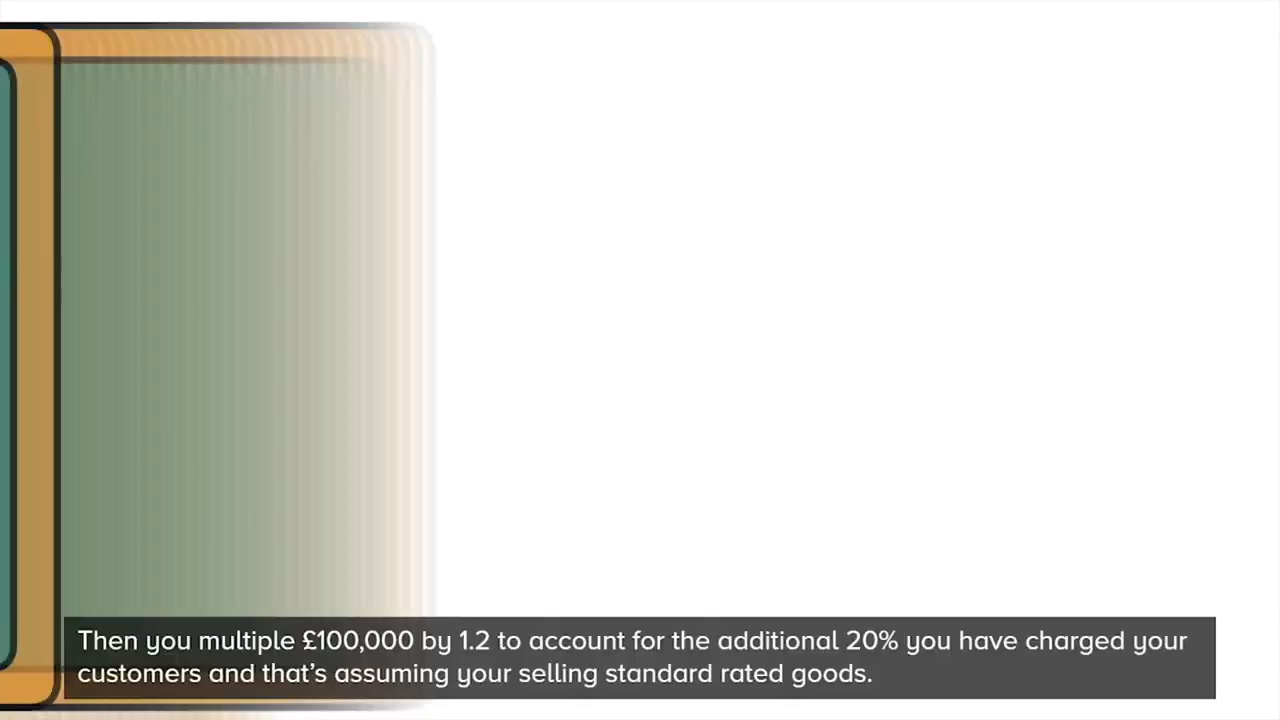 Then you multiple £100,000 by 1.2 to account for the additional 20% you have charged your
customers and that’s assuming your selling standard rated goods.